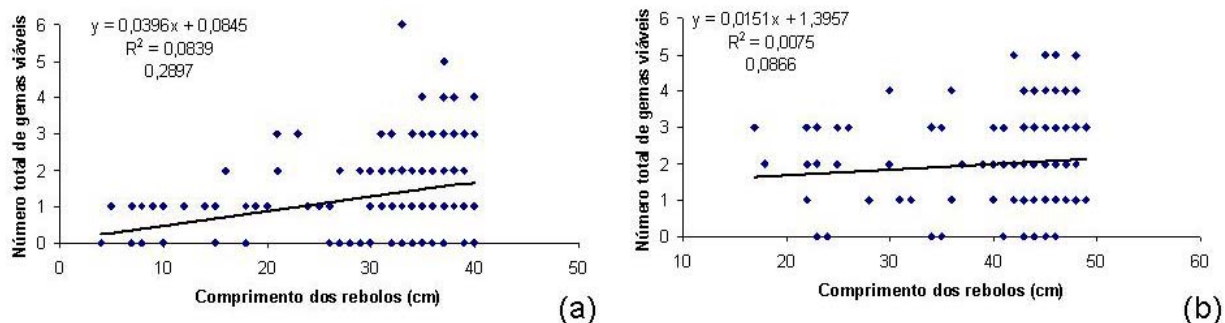 y = 0,0396x + 0,0845
R² = 0,0839
0,2897
Número total de gemas viáveis
6
5
4
3
2
1
0
0 10 20 30 40 50
Comprimento dos rebolos (cm)
(a)
y = 0,0151x + 1,3957
R² = 0,0075
0,0866
Número total de gemas viáveis
6
5
4
3
2
1
0
10 20 30 40 50 60
Comprimento dos rebolos (cm)
(b)